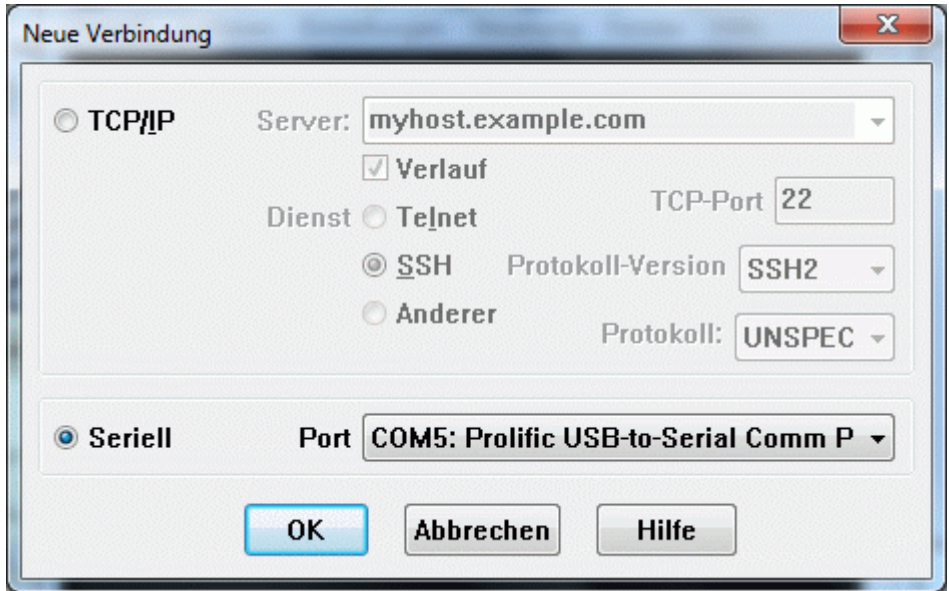 Neue Verbindung
TCP/IP Server: myhost.example.com
Verlauf
TCP-Port 22
Dienst Telnet
SSH Protokoll-Version SSH2
Anderer
Protokoll: UNSPEC
Seriell Port COM5: Prolific USB-to-Serial Comm P
OK Abbrechen Hilfe